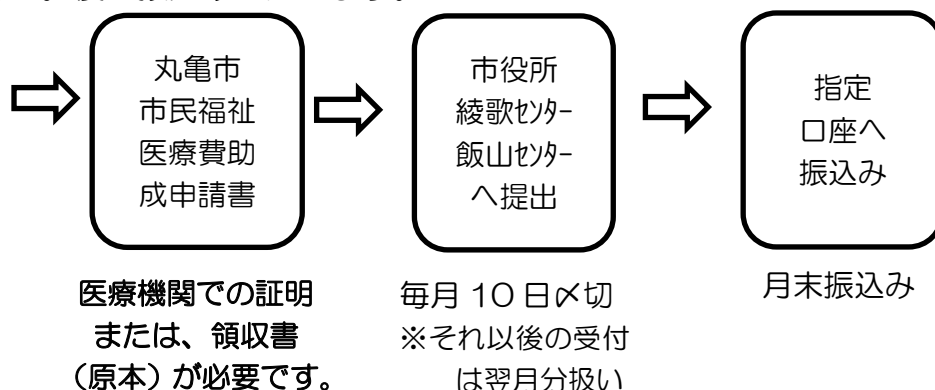 丸亀市
市民福祉
医療費助
成申請書
市役所
綾歌ｾﾝﾀｰ
飯山ｾﾝﾀｰ
へ提出
指定
口座へ
振込み
医療機関での証明
または、領収書
（原本）が必要です。
毎月10日〆切
※それ以後の受付
は翌月分扱い
月末振込み